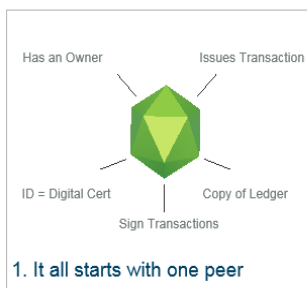 Has an Owner
Issues Transaction
ID = Digital Cert
Copy of Ledger
Sign Transactions
1. It all starts with one peer